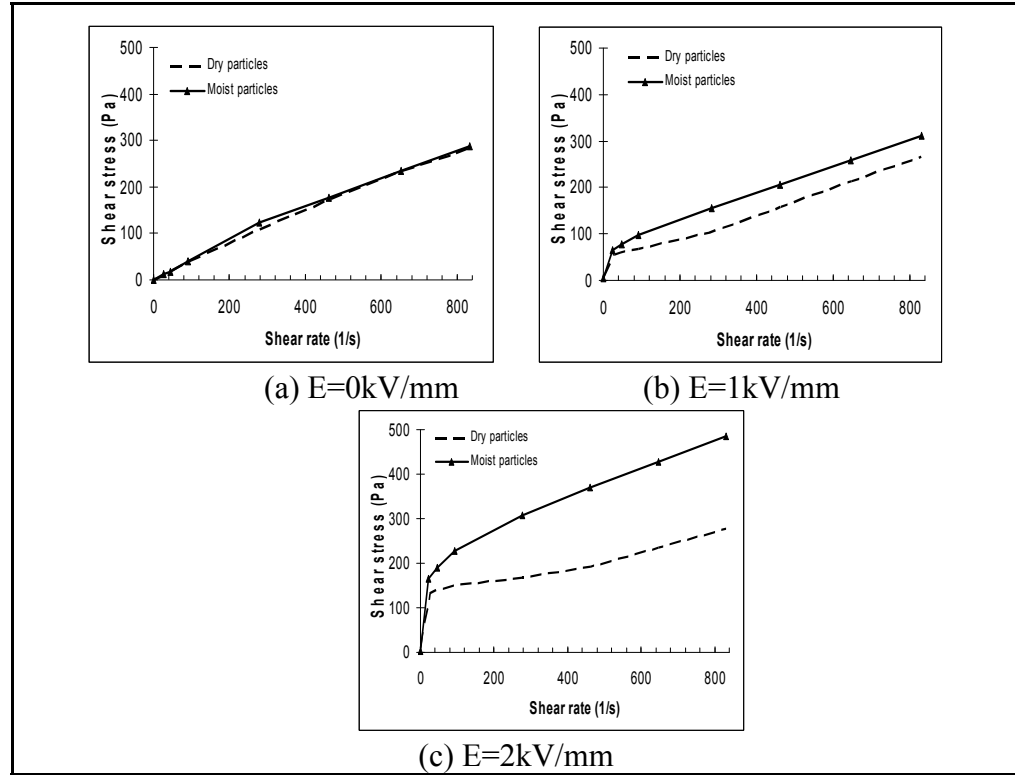 500
400
300
200
100
0
Shear stress (Pa)
Dry particles
Moist particles
0 200 400 600 800
Shear rate (1/s)
(a) E=0kV/mm
500
400
300
200
100
0
Shear stress (Pa)
Dry particles
Moist particles
0 200 400 600 800
Shear rate (1/s)
(b) E=1kV/mm
500
400
300
200
100
0
Shear stress (Pa)
Dry particles
Moist particles
0 200 400 600 800
Shear rate (1/s)
(c) E=2kV/mm